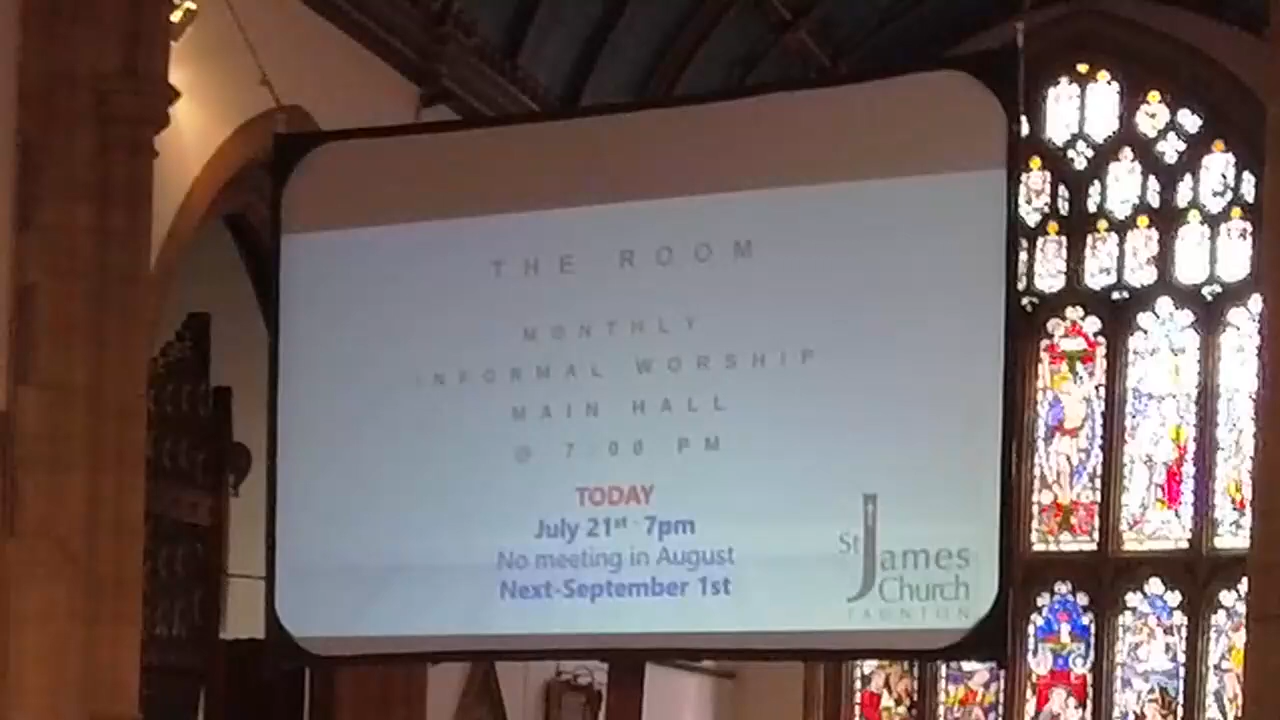 THE ROOM
MONTHLY
INFORMAL WORSHIP
MAIN HALL
@ 7:00 PM
TODAY
July 21st - 7pm
No meeting in August
Next-September 1st
St James
Church
TAUNTON